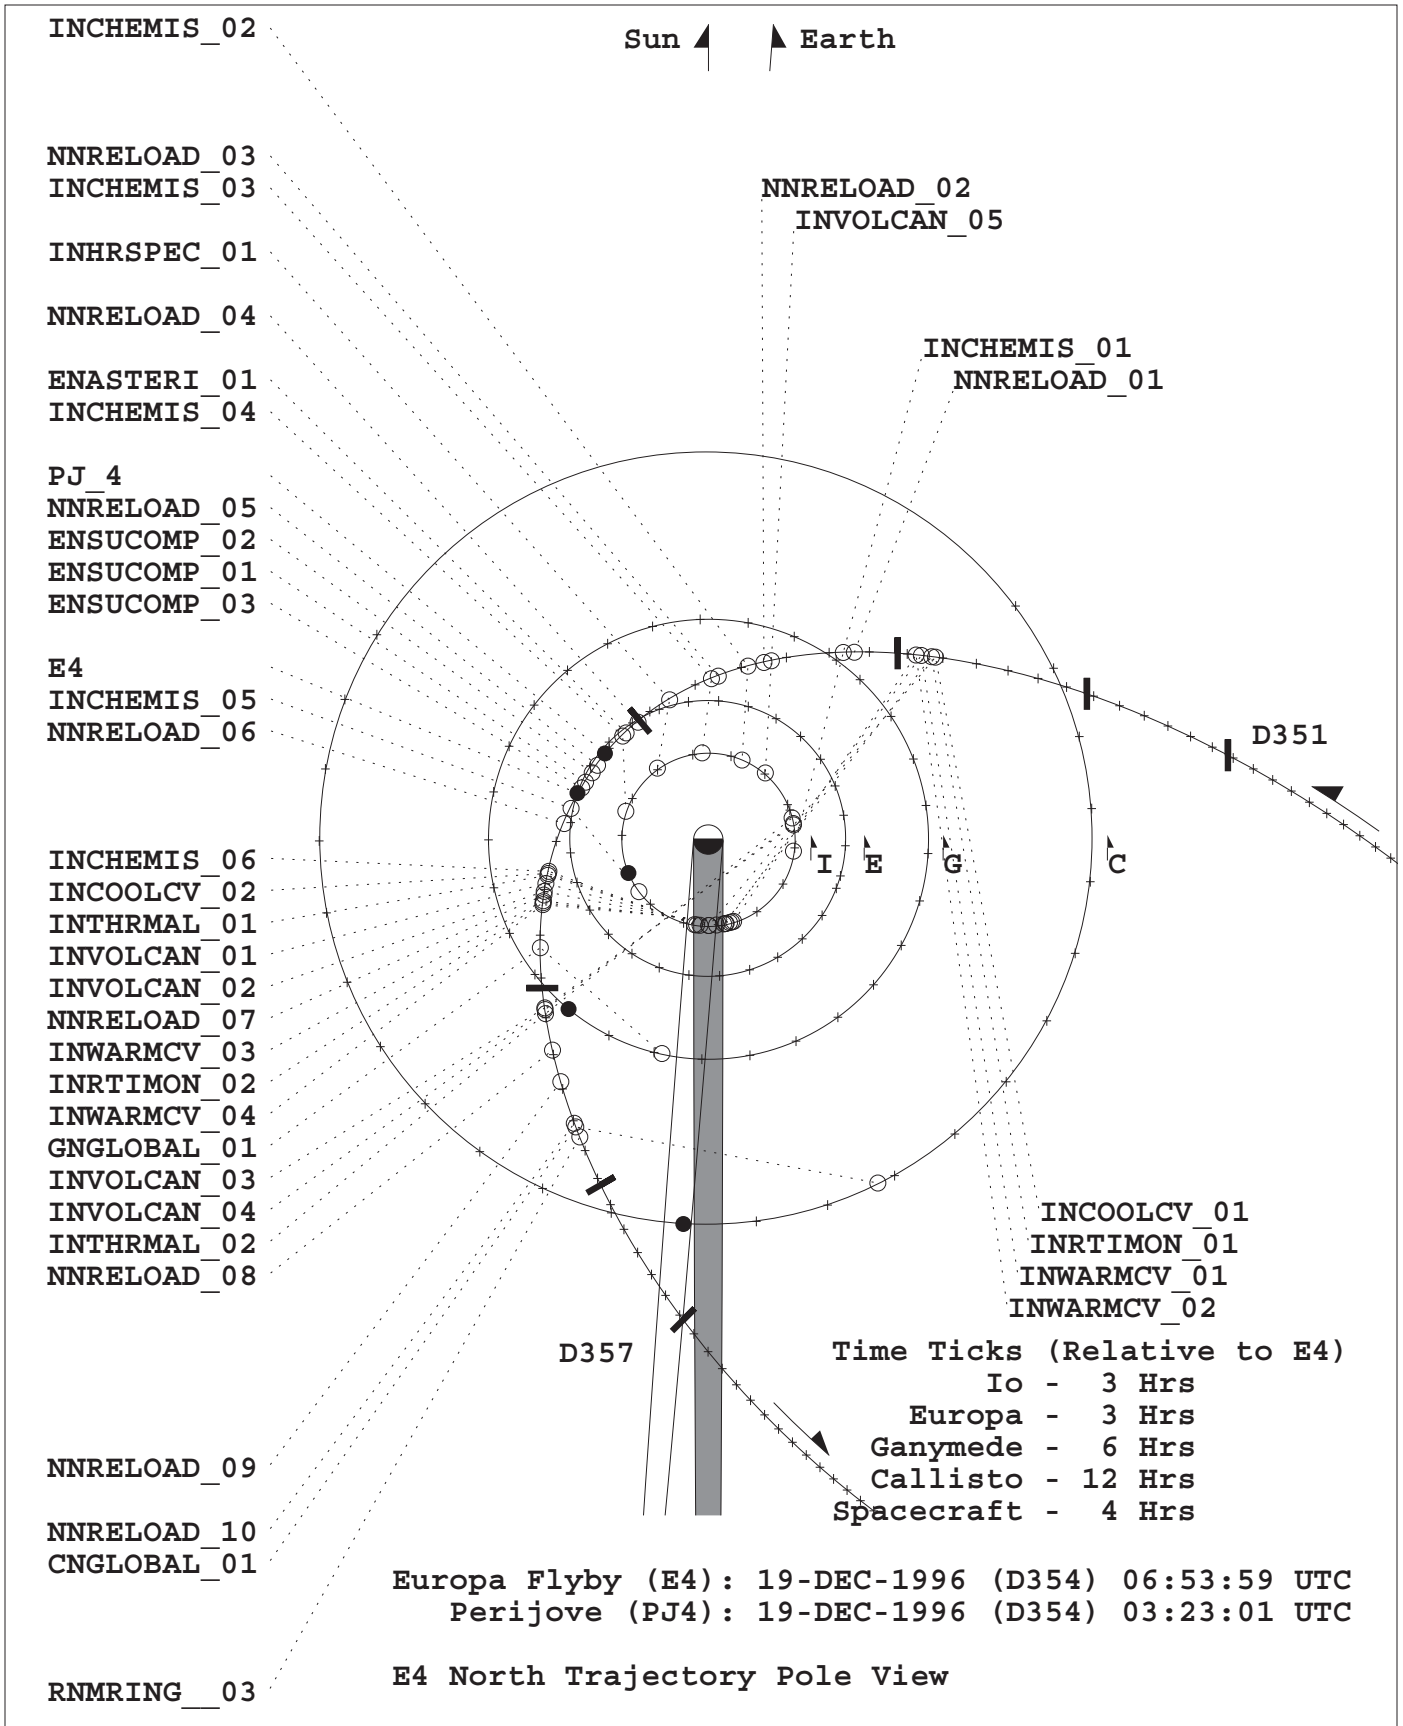 INCHEMIS_02
Sun
Earth
NNRELOAD_03
INCHEMIS_03
NNRELOAD_02
INVOLCAN_05
INHRSPEC_01
NNRELOAD_04
INCHEMIS_01
NNRELOAD_01
ENASTERI_01
INCHEMIS_04
PJ_4
NNRELOAD_05
ENSUCOMP_02
ENSUCOMP_01
ENSUCOMP_03
E4
INCHEMIS_05
NNRELOAD_06
D351
I
E
G
C
INCHEMIS_06
INCOOLCV_02
INTHRMAL_01
INVOLCAN_01
INVOLCAN_02
NNRELOAD_07
INWARMCV_03
INRTIMON_02
INWARMCV_04
GNGLOBAL_01
INVOLCAN_03
INVOLCAN_04
INTHRMAL_02
NNRELOAD_08
INCOOLCV_01
INRTIMON_01
INWARMCV_01
INWARMCV_02
D357
Time Ticks (Relative to E4)
Io - 3 Hrs
Europa - 3 Hrs
Ganymede - 6 Hrs
Callisto - 12 Hrs
Spacecraft - 4 Hrs
NNRELOAD_09
NNRELOAD_10
CNGLOBAL_01
Europa Flyby (E4): 19-DEC-1996 (D354) 06:53:59 UTC
Perijove (PJ4): 19-DEC-1996 (D354) 03:23:01 UTC
E4 North Trajectory Pole View
RNMRING__03